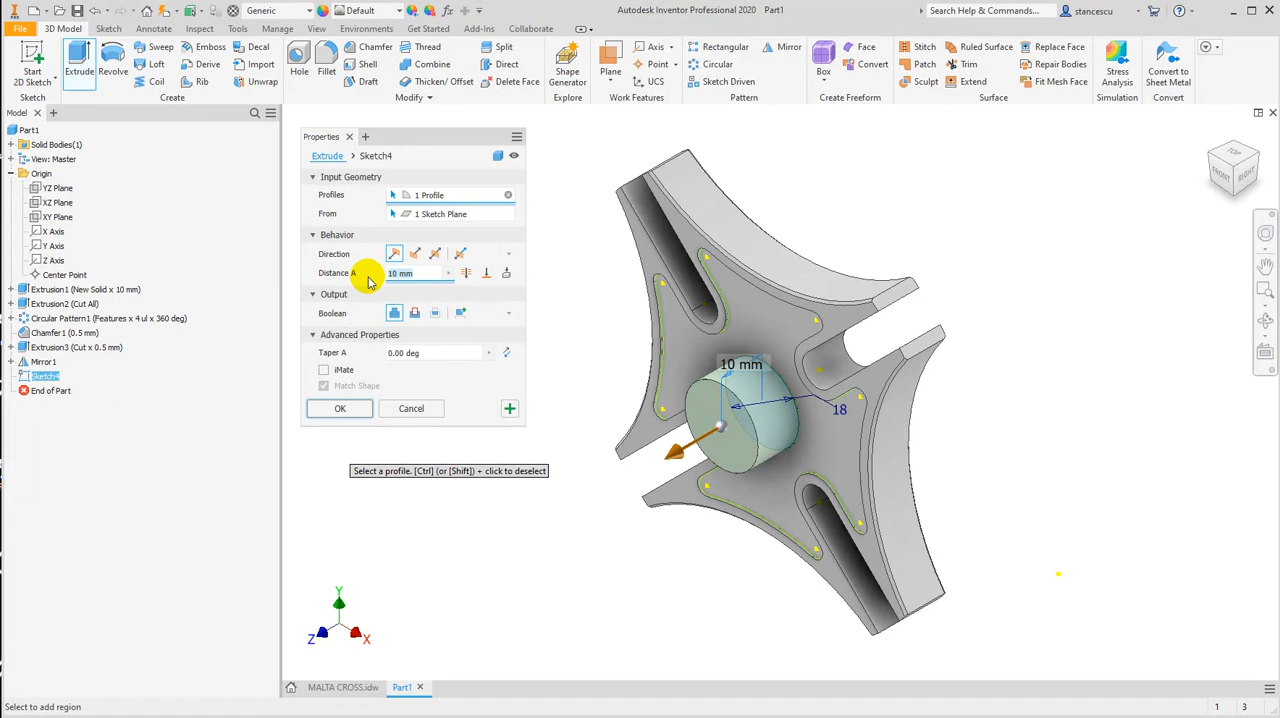 PRO
Generic
Default
Autodesk Inventor Professional 2020 Part1
Search Help & Commands...
stancescu
File
3D Model
Sketch
Annotate
Inspect
Tools
Manage
View
Environments
Get Started
Add-Ins
Collaborate
Start
2D Sketch
Sketch
Extrude
Revolve
Sweep
Emboss
Decal
Loft
Derive
Import
Coil
Rib
Unwrap
Create
Hole
Fillet
Chamfer
Thread
Split
Shell
Combine
Direct
Draft
Thicken/ Offset
Delete Face
Modify
Shape
Generator
Explore
Plane
Axis
Point
UCS
Work Features
Rectangular
Mirror
Circular
Sketch Driven
Pattern
Box
Face
Convert
Create Freeform
Stitch
Ruled Surface
Replace Face
Patch
Trim
Repair Bodies
Sculpt
Extend
Fit Mesh Face
Surface
Stress
Analysis
Simulation
Convert to
Sheet Metal
Convert
Model
Part1
Solid Bodies(1)
View: Master
Origin
YZ Plane
XZ Plane
XY Plane
X Axis
Y Axis
Z Axis
Center Point
Extrusion1 (New Solid x 10 mm)
Extrusion2 (Cut All)
Circular Pattern1 (Features x 4 ul x 360 deg)
Chamfer1 (0.5 mm)
Extrusion3 (Cut x 0.5 mm)
Mirror1
Sketch4
End of Part
Properties
Extrude
Sketch4
Input Geometry
Profiles
1 Profile
From
1 Sketch Plane
Behavior
Direction
Distance A
10 mm
Output
Boolean
Advanced Properties
Taper A
0.00 deg
iMate
Match Shape
OK
Cancel
Select a profile. [Ctrl] (or [Shift]) + click to deselect
10 mm
18
TOP
FRONT
RIGHT
Y
Z
X
MALTA CROSS.idw
Part1
Select to add region
1
3